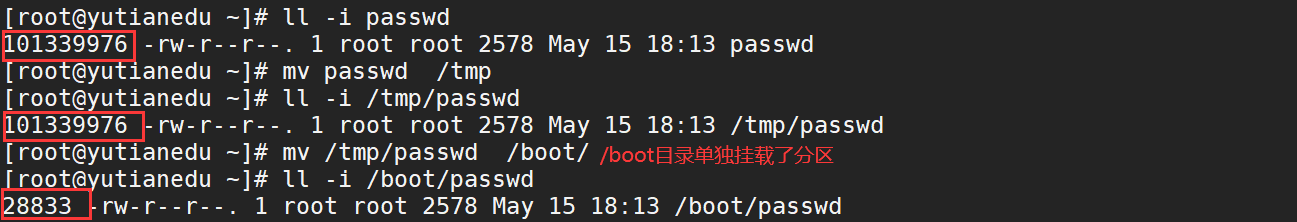 [root@yutianedu ~]# ll -i passwd
101339976 -rw-r--r--. 1 root root 2578 May 15 18:13 passwd
[root@yutianedu ~]# mv passwd  /tmp
[root@yutianedu ~]# ll -i /tmp/passwd
101339976 -rw-r--r--. 1 root root 2578 May 15 18:13 /tmp/passwd
[root@yutianedu ~]# mv /tmp/passwd  /boot/ /boot目录单独挂载了分区
[root@yutianedu ~]# ll -i /boot/passwd
28833 -rw-r--r--. 1 root root 2578 May 15 18:13 /boot/passwd